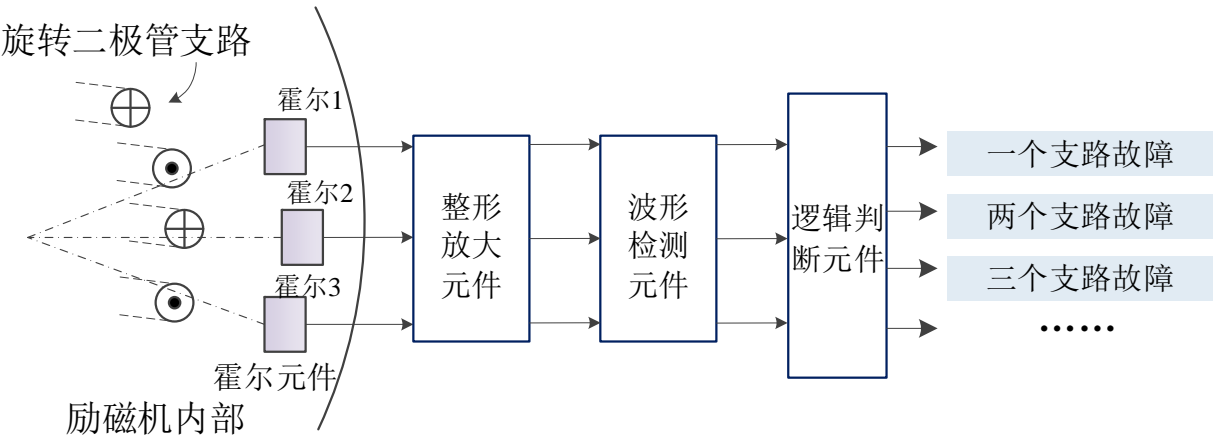 旋转二极管支路
霍尔1
霍尔2
霍尔3
霍尔元件
励磁机内部
整形
放大
元件
波形
检测
元件
逻辑判
断元件
一个支路故障
两个支路故障
三个支路故障
……